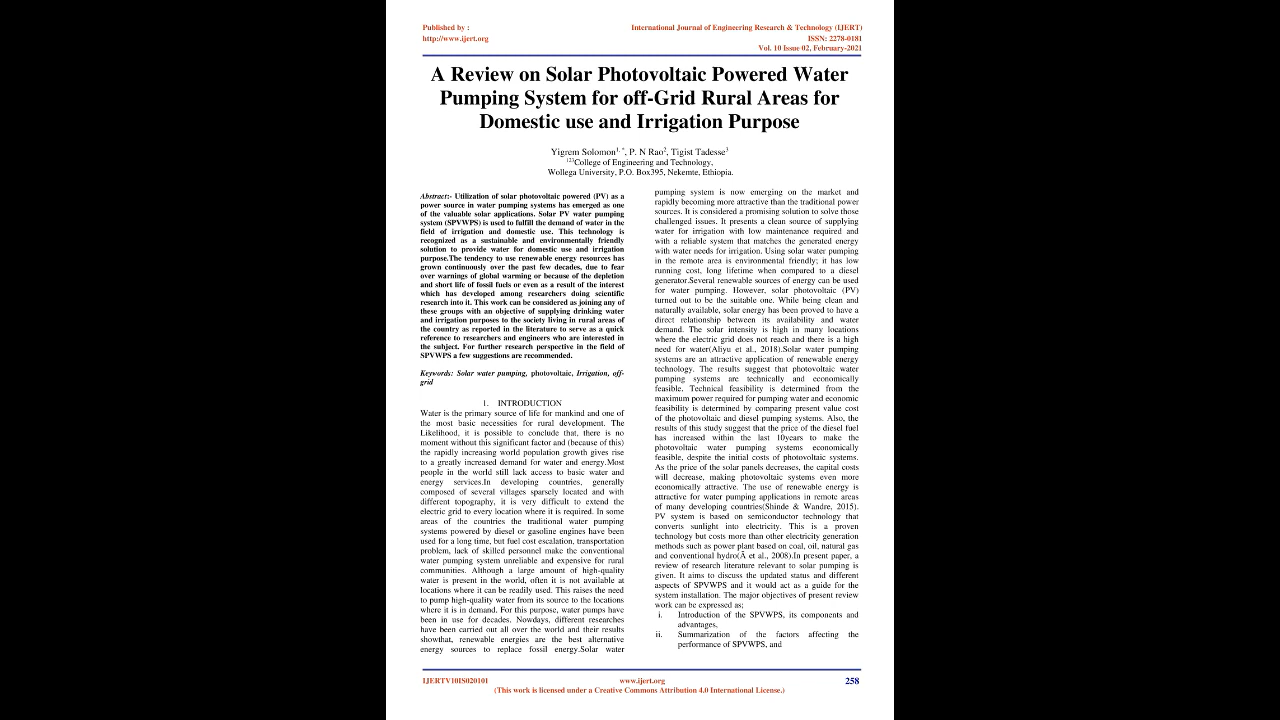 Published by :
http://www.ijert.org
International Journal of Engineering Research & Technology (IJERT)
ISSN: 2278-0181
Vol. 10 Issue 02, February-2021
A Review on Solar Photovoltaic Powered Water
Pumping System for off-Grid Rural Areas for
Domestic use and Irrigation Purpose
Yigrem Solomon1, *, P. N Rao2, Tigist Tadesse3
123College of Engineering and Technology,
Wollega University, P.O. Box395, Nekemte, Ethiopia.
Abstract:- Utilization of solar photovoltaic powered (PV) as a
power source in water pumping systems has emerged as one
of the valuable solar applications. Solar PV water pumping
system (SPVWPS) is used to fulfill the demand of water in the
field of irrigation and domestic use. This technology is
recognized as a sustainable and environmentally friendly
solution to provide water for domestic use and irrigation
purpose.The tendency to use renewable energy resources has
grown continuously over the past few decades, due to fear
over warnings of global warming or because of the depletion
and short life of fossil fuels or even as a result of the interest
which has developed among researchers doing scientific
research into it. This work can be considered as joining any of
these groups with an objective of supplying drinking water
and irrigation purposes to the society living in rural areas of
the country as reported in the literature to serve as a quick
reference to researchers and engineers who are interested in
the subject. For further research perspective in the field of
SPVWPS a few suggestions are recommended.
Keywords: Solar water pumping, photovoltaic, Irrigation, off-
grid
1. INTRODUCTION
Water is the primary source of life for mankind and one of
the most basic necessities for rural development. The
Likelihood, it is possible to conclude that, there is no
moment without this significant factor and (because of this)
the rapidly increasing world population growth gives rise
to a greatly increased demand for water and energy.Most
people in the world still lack access to basic water and
energy services.In developing countries, generally
composed of several villages sparsely located and with
different topography, it is very difficult to extend the
electric grid to every location where it is required. In some
areas of the countries the traditional water pumping
systems powered by diesel or gasoline engines have been
used for a long time, but fuel cost escalation, transportation
problem, lack of skilled personnel make the conventional
water pumping system unreliable and expensive for rural
communities. Although a large amount of high-quality
water is present in the world, often it is not available at
locations where it can be readily used. This raises the need
to pump high-quality water from its source to the locations
where it is in demand. For this purpose, water pumps have
been in use for decades. Nowdays, different researches
have been carried out all over the world and their results
showthat, renewable energies are the best alternative
energy sources to replace fossil energy.Solar water
pumping system is now emerging on the market and
rapidly becoming more attractive than the traditional power
sources. It is considered a promising solution to solve those
challenged issues. It presents a clean source of supplying
water for irrigation with low maintenance required and
with a reliable system that matches the generated energy
with water needs for irrigation. Using solar water pumping
in the remote area is environmental friendly; it has low
running cost, long lifetime when compared to a diesel
generator.Several renewable sources of energy can be used
for water pumping. However, solar photovoltaic (PV)
turned out to be the suitable one. While being clean and
naturally available, solar energy has been proved to have a
direct relationship between its availability and water
demand. The solar intensity is high in many locations
where the electric grid does not reach and there is a high
need for water(Aliyu et al., 2018).Solar water pumping
systems are an attractive application of renewable energy
technology. The results suggest that photovoltaic water
pumping systems are technically and economically
feasible. Technical feasibility is determined from the
maximum power required for pumping water and economic
feasibility is determined by comparing present value cost
of the photovoltaic and diesel pumping systems. Also, the
results of this study suggest that the price of the diesel fuel
has increased within the last 10years to make the
photovoltaic water pumping systems economically
feasible, despite the initial costs of photovoltaic systems.
As the price of the solar panels decreases, the capital costs
will decrease, making photovoltaic systems even more
economically attractive. The use of renewable energy is
attractive for water pumping applications in remote areas
of many developing countries(Shinde & Wandre, 2015).
PV system is based on semiconductor technology that
converts sunlight into electricity. This is a proven
technology but costs more than other electricity generation
methods such as power plant based on coal, oil, natural gas
and conventional hydro(Ã et al., 2008).In present paper, a
review of research literature relevant to solar pumping is
given. It aims to discuss the updated status and different
aspects of SPVWPS and it would act as a guide for the
system installation. The major objectives of present review
work can be expressed as;
i. Introduction of the SPVWPS, its components and
advantages,
ii. Summarization of the factors affecting the
performance of SPVWPS, and
IJERTV10IS020101
www.ijert.org
258
(This work is licensed under a Creative Commons Attribution 4.0 International License.)